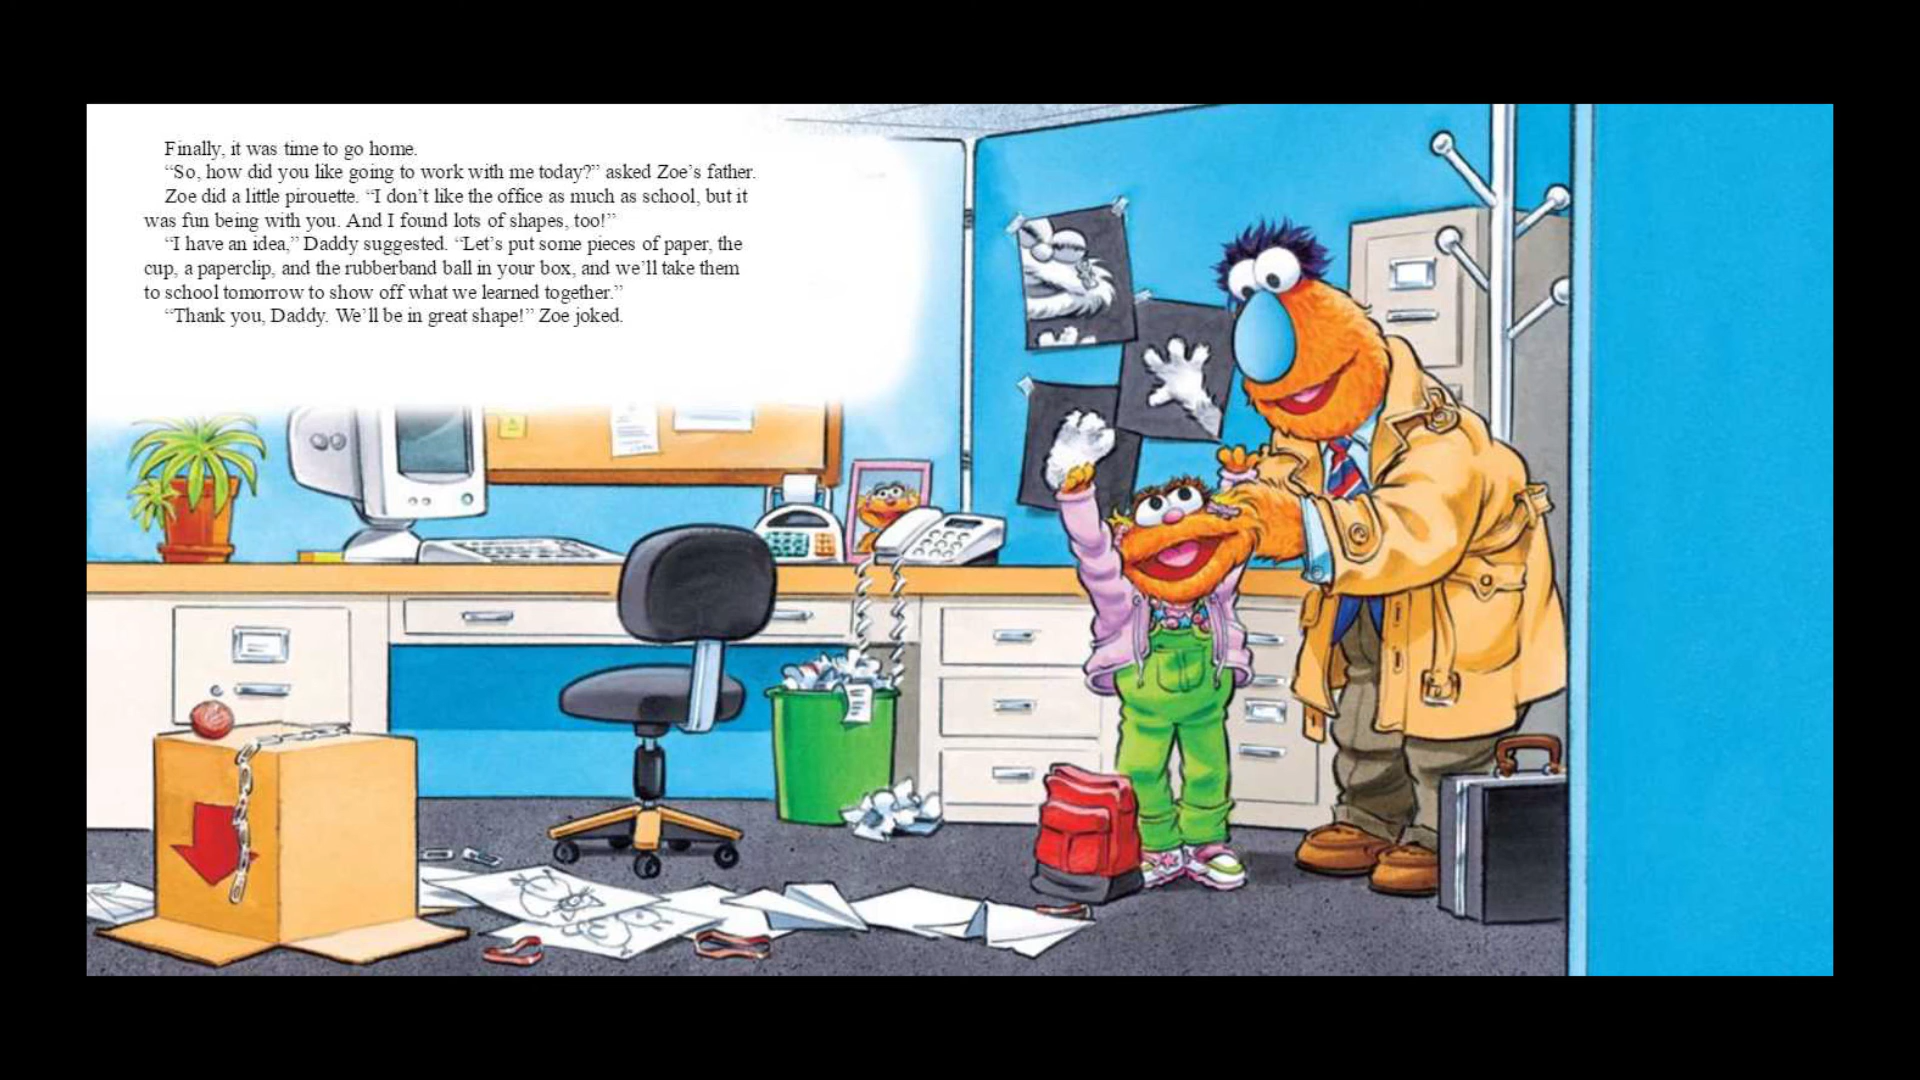 Finally, it was time to go home.
“So, how did you like going to work with me today?” asked Zoe’s father.
Zoe did a little pirouette. “I don’t like the office as much as school, but it
was fun being with you. And I found lots of shapes, too!”
“I have an idea,” Daddy suggested. “Let’s put some pieces of paper, the
cup, a paperclip, and the rubberband ball in your box, and we’ll take them
to school tomorrow to show off what we learned together.”
“Thank you, Daddy. We’ll be in great shape!” Zoe joked.